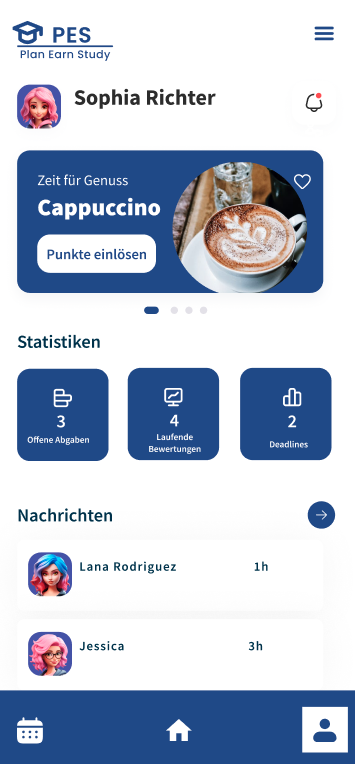 PES
Plan Earn Study
Sophia Richter
Zeit für Genuss
Cappuccino
Punkte einlösen
Statistiken
3
Offene Abgaben
4
Laufende
Bewertungen
2
Deadlines
Nachrichten
Lana Rodriguez 1h
Jessica 3h